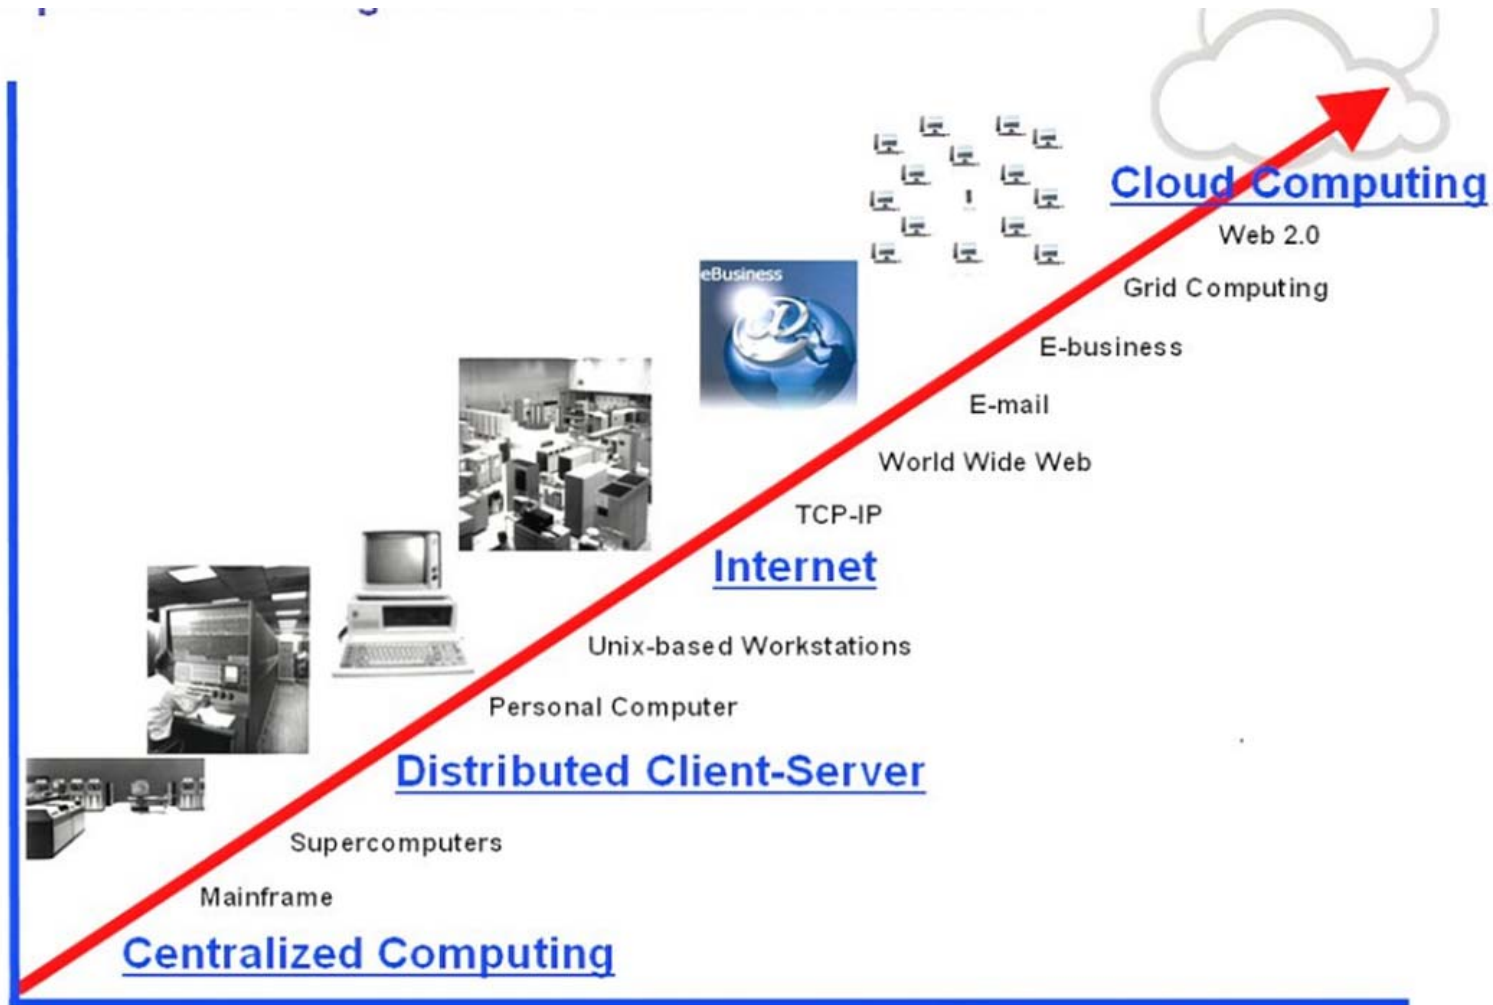 Cloud Computing
Web 2.0
Grid Computing
eBusiness
E-business
E-mail
World Wide Web
TCP-IP
Internet
Unix-based Workstations
Personal Computer
Distributed Client-Server
Supercomputers
Mainframe
Centralized Computing